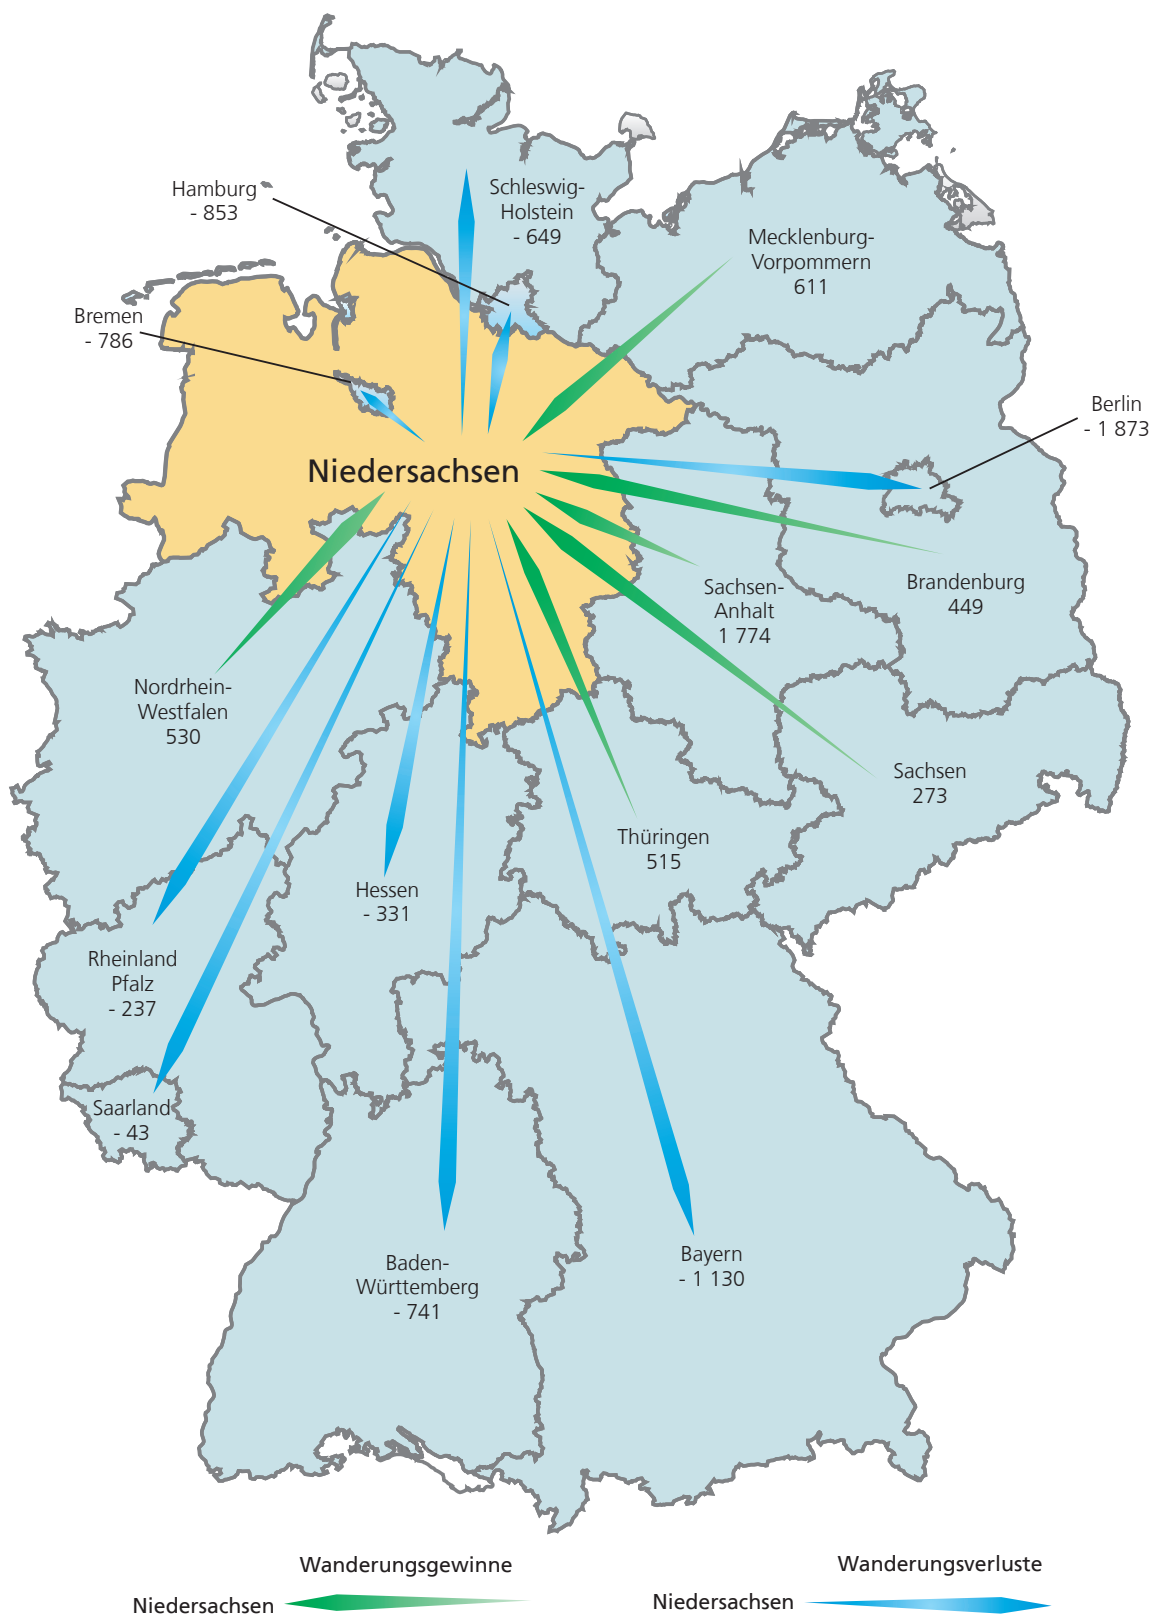 Hamburg
- 853
Schleswig-
Holstein
- 649
Mecklenburg-
Vorpommern
611
Bremen
- 786
Berlin
- 1 873
Niedersachsen
Sachsen-
Anhalt
1 774
Brandenburg
449
Nordrhein-
Westfalen
530
Sachsen
273
Thüringen
515
Hessen
- 331
Rheinland
Pfalz
- 237
Saarland
- 43
Baden-
Württemberg
- 741
Bayern
- 1 130
Wanderungsgewinne
Niedersachsen
Wanderungsverluste
Niedersachsen